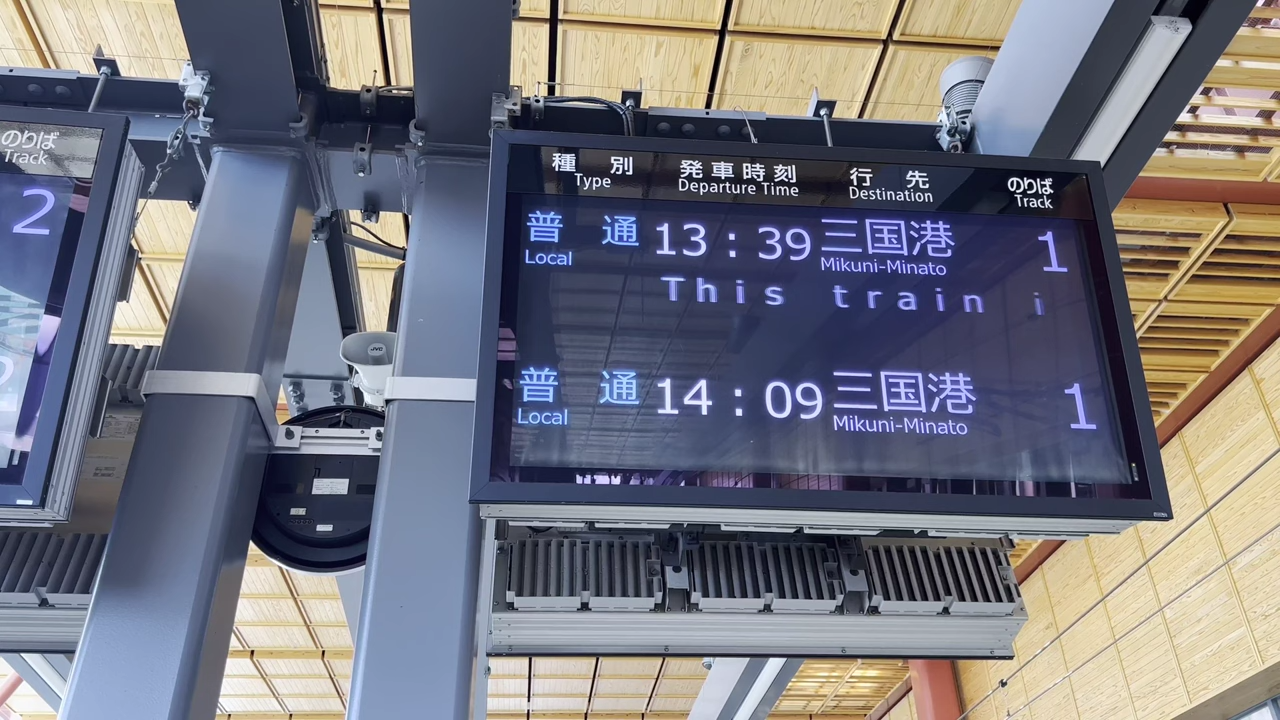 のりば
Track
2
種 別 発車時刻 行 先 のりば
Type Departure Time Destination Track
普 通 13:39 三国港 1
Local Mikuni-Minato
This train i
普 通 14:09 三国港 1
Local Mikuni-Minato
JVC